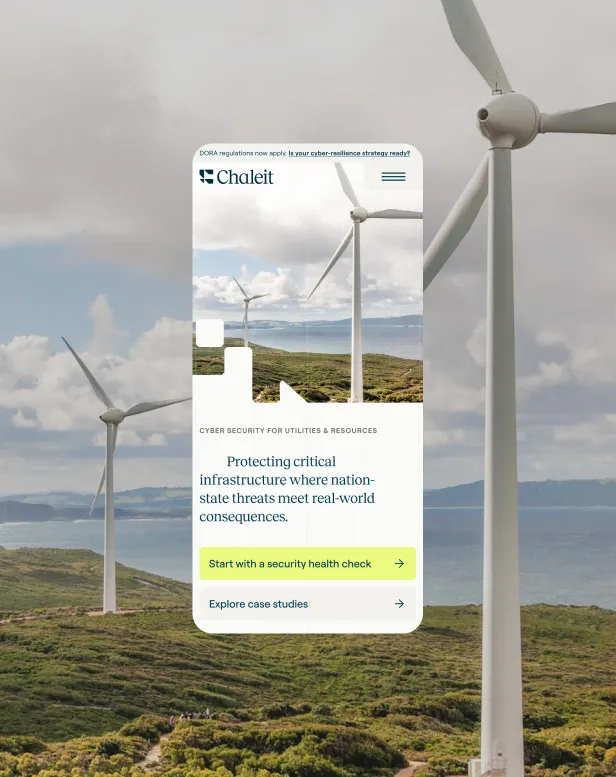 DORA regulations now apply. Is your cyber-resilience strategy ready?
Chaleit
CYBER SECURITY FOR UTILITIES & RESOURCES
Protecting critical
infrastructure where nation-
state threats meet real-world
consequences.
Start with a security health check
Explore case studies